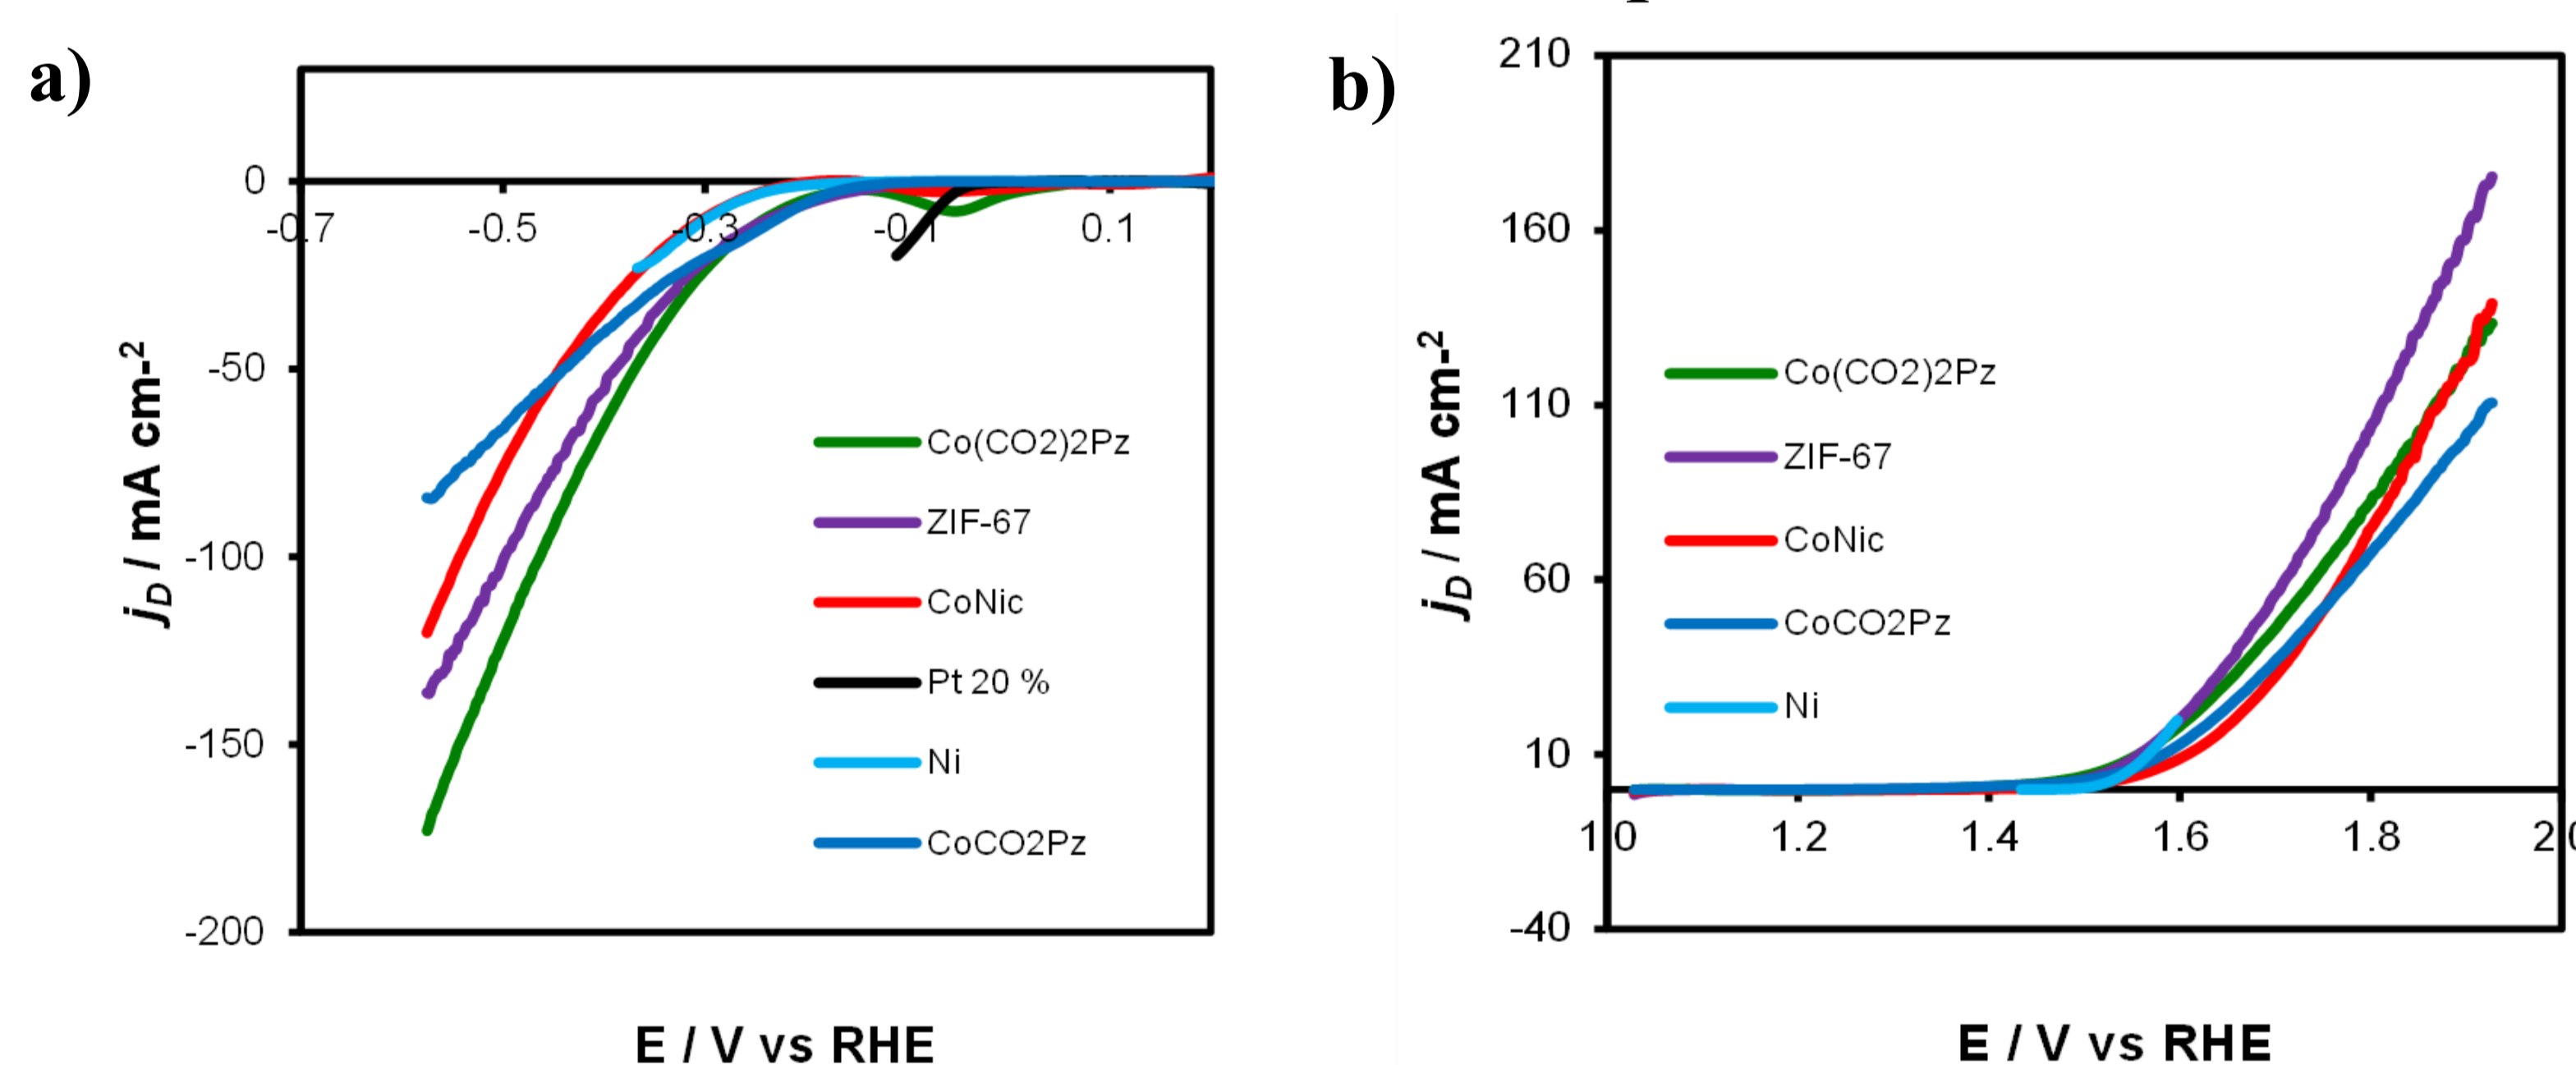 a)
0
-0.7
-0.5
-0.3
-0.1
0.1
-50
-100
-150
-200
jD / mA cm-2
Co(CO2)2Pz
ZIF-67
CoNic
Pt 20 %
Ni
CoCO2Pz
E / V vs RHE
b)
210
160
110
60
10
-40
jD / mA cm-2
Co(CO2)2Pz
ZIF-67
CoNic
CoCO2Pz
Ni
1.0
1.2
1.4
1.6
1.8
E / V vs RHE